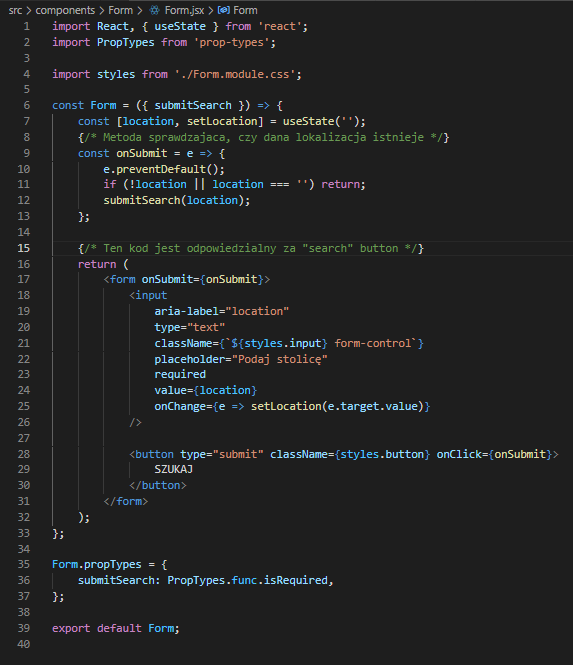 src > components > Form > Form.jsx > Form
1 import React, { useState } from 'react';
2 import PropTypes from 'prop-types';
3
4 import styles from './Form.module.css';
5
6 const Form = ({ submitSearch }) => {
7     const [location, setLocation] = useState('');
8     {/* Metoda sprawdzajaca, czy dana lokalizacja istnieje */}
9     const onSubmit = e => {
10         e.preventDefault();
11         if (!location || location === '') return;
12         submitSearch(location);
13     };
14
15     {/* Ten kod jest odpowiedzialny za "search" button */}
16     return (
17         <form onSubmit={onSubmit}>
18             <input
19                 aria-label="location"
20                 type="text"
21                 className={`${styles.input} form-control`}
22                 placeholder="Podaj stolicę"
23                 required
24                 value={location}
25                 onChange={e => setLocation(e.target.value)}
26             />
27
28             <button type="submit" className={styles.button} onClick={onSubmit}>
29                 SZUKAJ
30             </button>
31         </form>
32     );
33 };
34
35 Form.propTypes = {
36     submitSearch: PropTypes.func.isRequired,
37 };
38
39 export default Form;
40